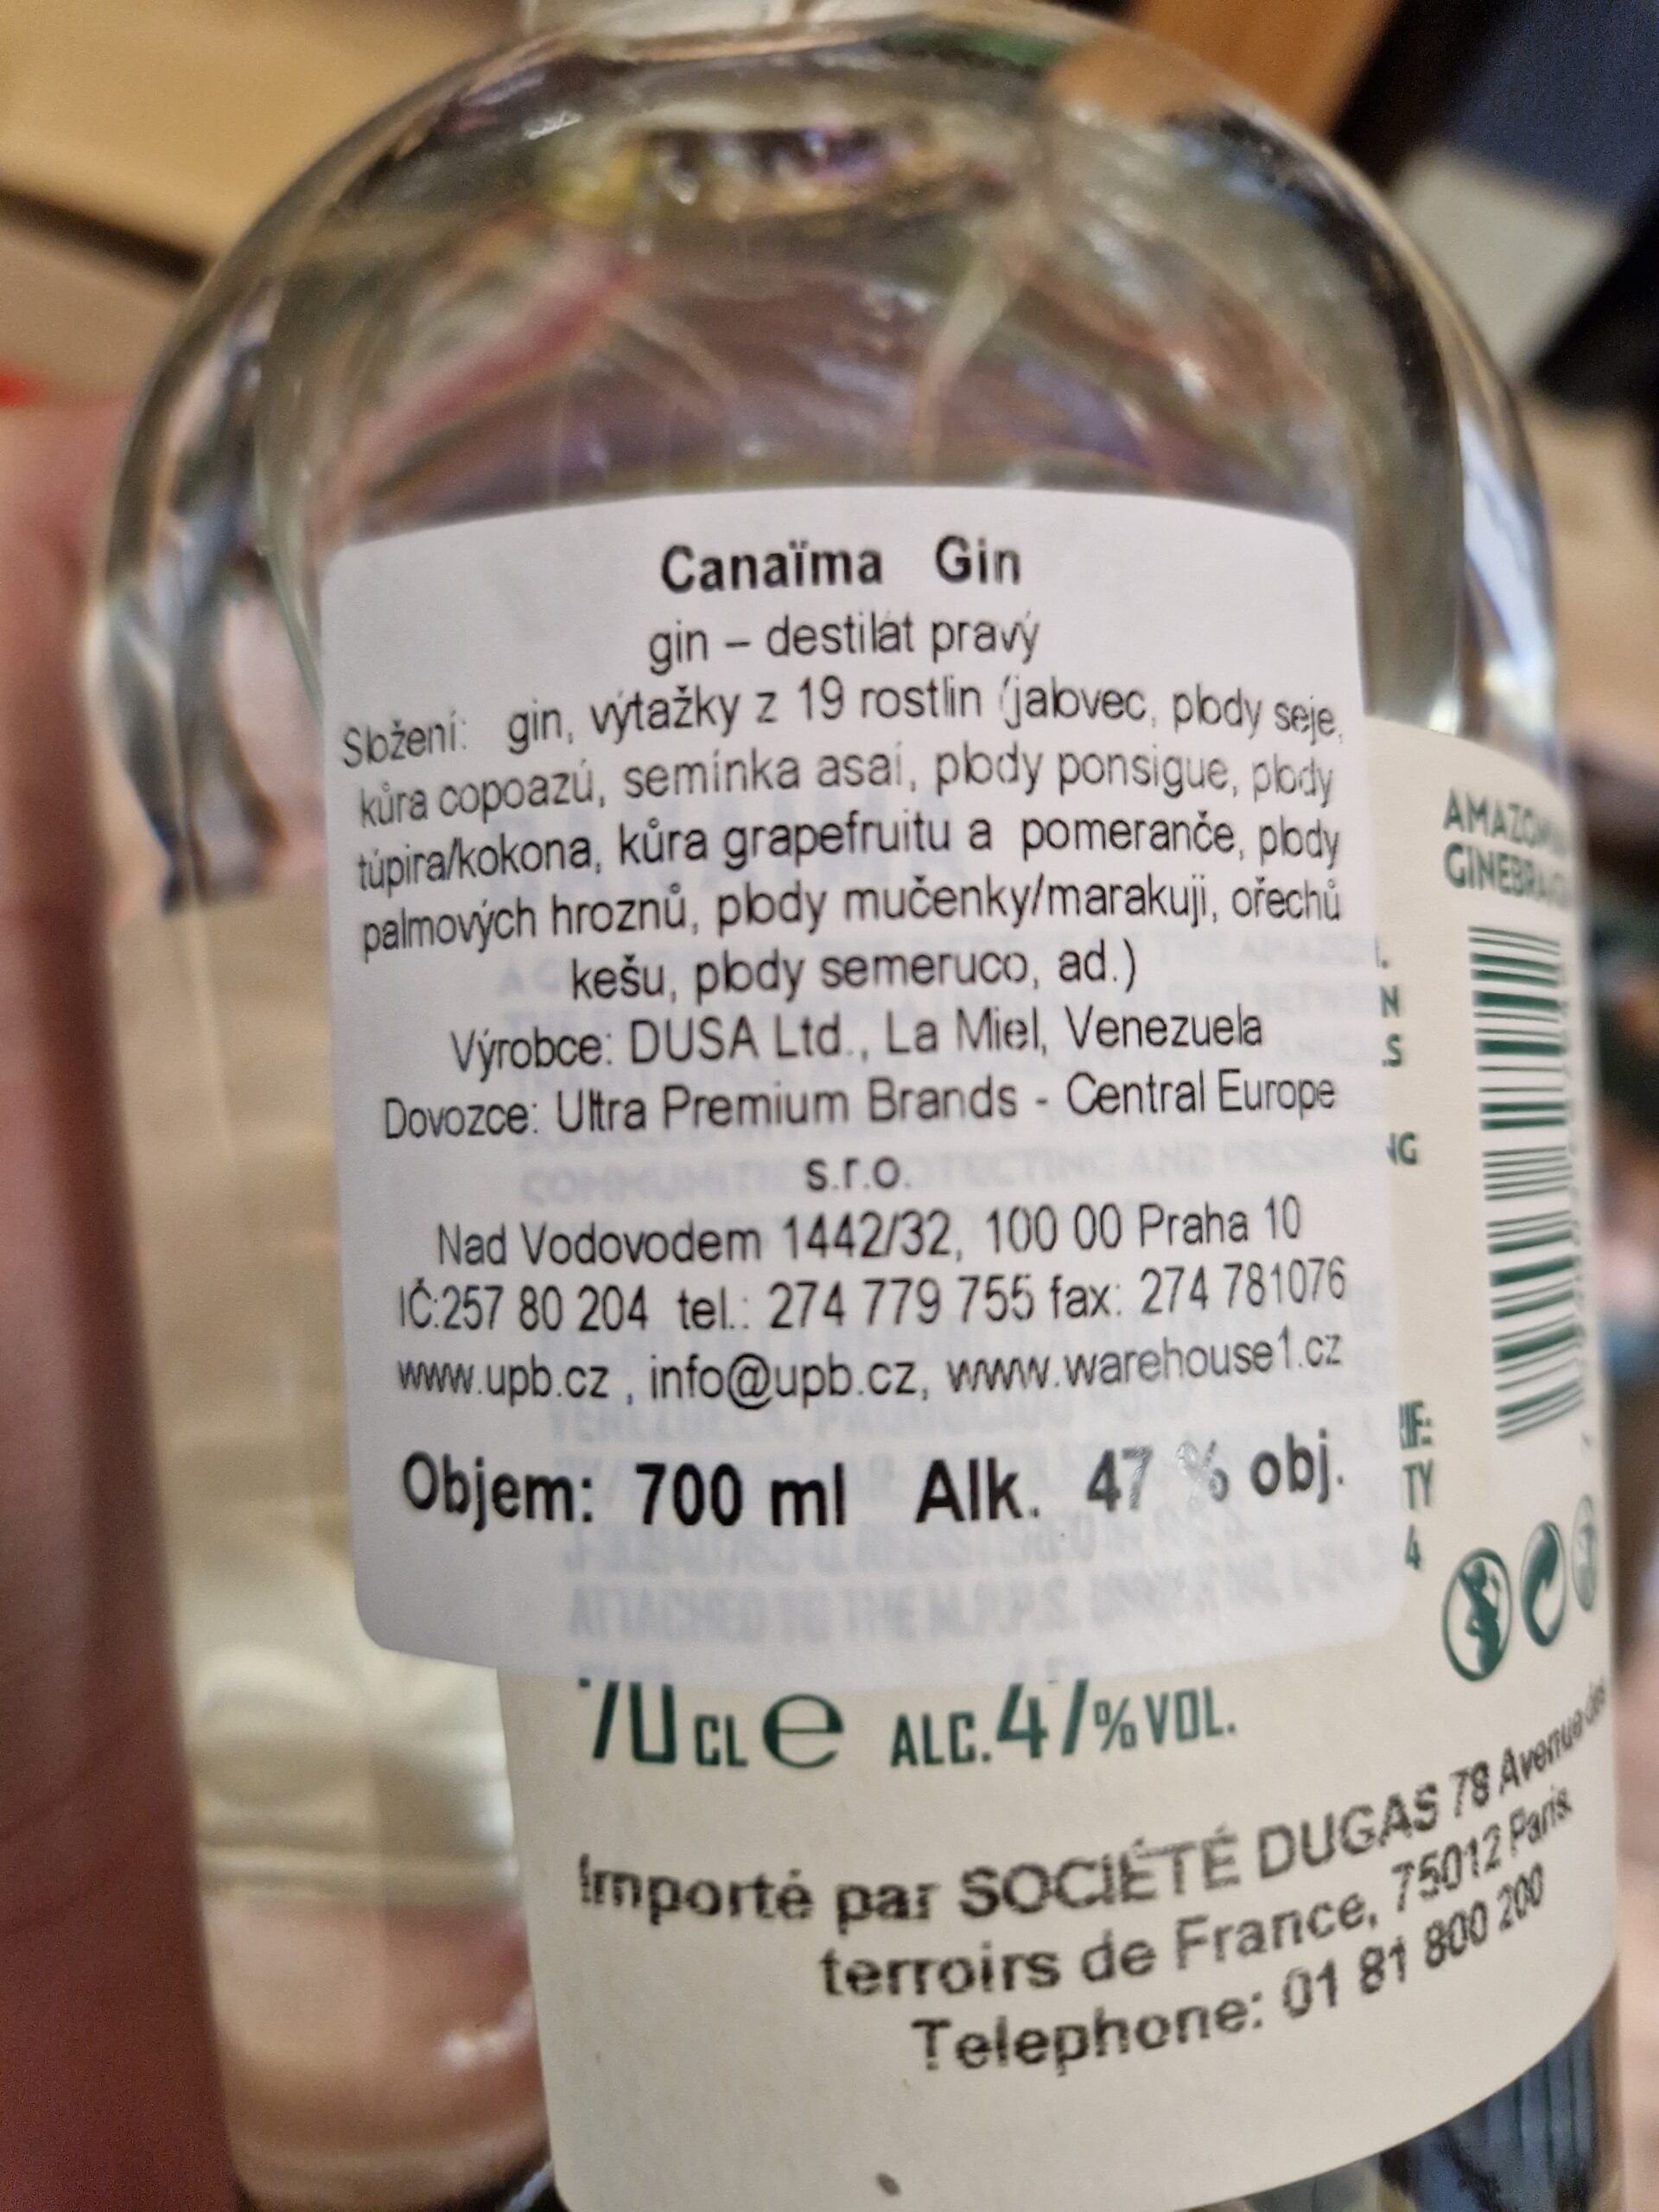 Canaïma Gin
gin – destilát pravý
Složení: gin, výtažky z 19 rostlin (jalovec, plody seje,
kůra copoazú, semínka asaí, plody ponsigue, plody
túpira/kokona, kůra grapefruitu a pomeranče, plody
palmových hroznů, plody mučenky/marakuji, ořechů
kešu, plody semeruco, ad.)
Výrobce: DUSA Ltd., La Miel, Venezuela
Dovozce: Ultra Premium Brands - Central Europe
s.r.o.
Nad Vodovodem 1442/32, 100 00 Praha 10
IČ:257 80 204 tel.: 274 779 755 fax: 274 781076
www.upb.cz , info@upb.cz, www.warehouse1.cz
Objem: 700 ml Alk. 47 % obj.
70 CL e ALC. 47% VOL.
Importé par SOCIÉTÉ DUGAS 78 Avenue des
terroirs de France, 75012 Paris.
Telephone: 01 81 800 200